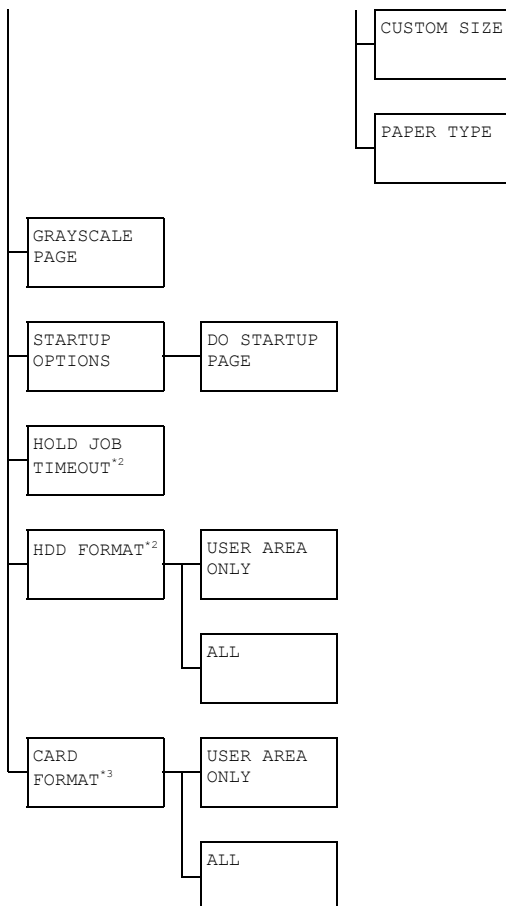 CUSTOM SIZE
PAPER TYPE
GRAYSCALE
PAGE
STARTUP
OPTIONS
DO STARTUP
PAGE
HOLD JOB
TIMEOUT*2
HDD FORMAT*2
USER AREA
ONLY
ALL
CARD
FORMAT*3
USER AREA
ONLY
ALL